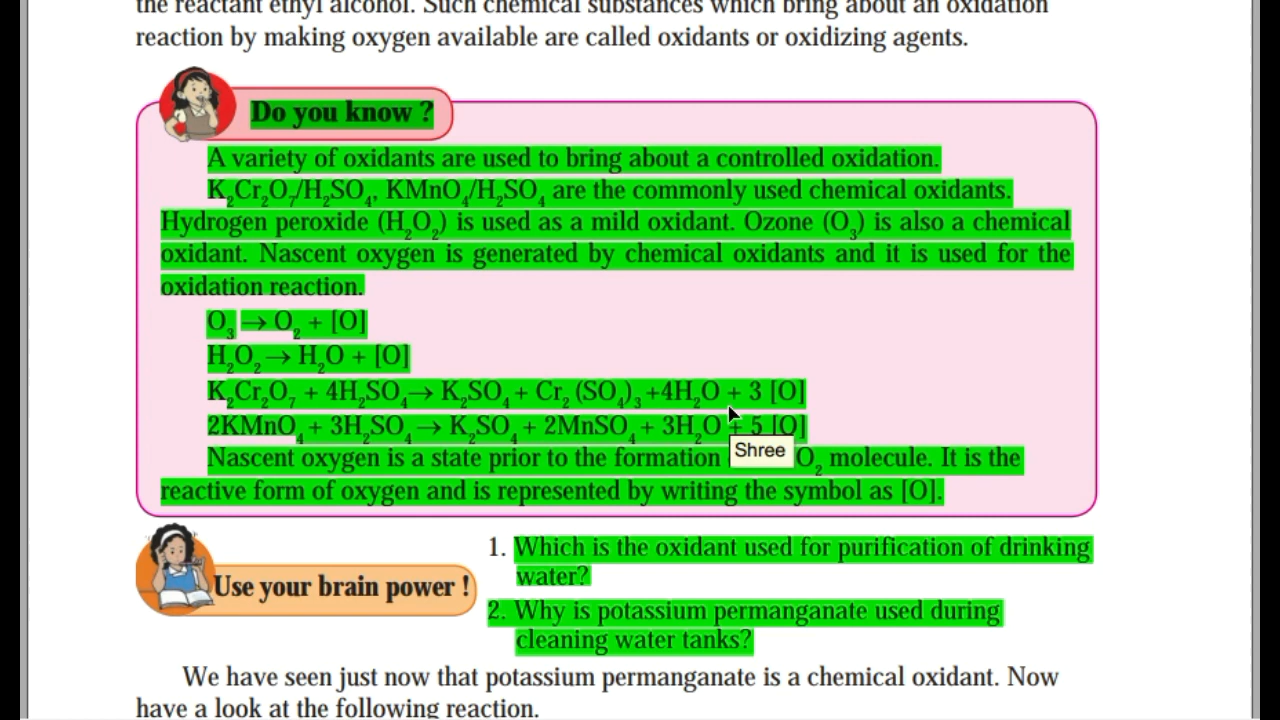 the reactant ethyl alcohol. Such chemical substances which bring about an oxidation
reaction by making oxygen available are called oxidants or oxidizing agents.
Do you know ?
A variety of oxidants are used to bring about a controlled oxidation.
K₂Cr₂O₇/H₂SO₄, KMnO₄/H₂SO₄ are the commonly used chemical oxidants.
Hydrogen peroxide (H₂O₂) is used as a mild oxidant. Ozone (O₃) is also a chemical
oxidant. Nascent oxygen is generated by chemical oxidants and it is used for the
oxidation reaction.
O₃ → O₂ + [O]
H₂O₂ → H₂O + [O]
K₂Cr₂O₇ + 4H₂SO₄ → K₂SO₄ + Cr₂ (SO₄)₃ +4H₂O + 3 [O]
2KMnO₄ + 3H₂SO₄ → K₂SO₄ + 2MnSO₄ + 3H₂O + 5 [O]
Nascent oxygen is a state prior to the formation O₂ molecule. It is the
Shree
reactive form of oxygen and is represented by writing the symbol as [O].
Use your brain power !
1. Which is the oxidant used for purification of drinking
water?
2. Why is potassium permanganate used during
cleaning water tanks?
We have seen just now that potassium permanganate is a chemical oxidant. Now
have a look at the following reaction.